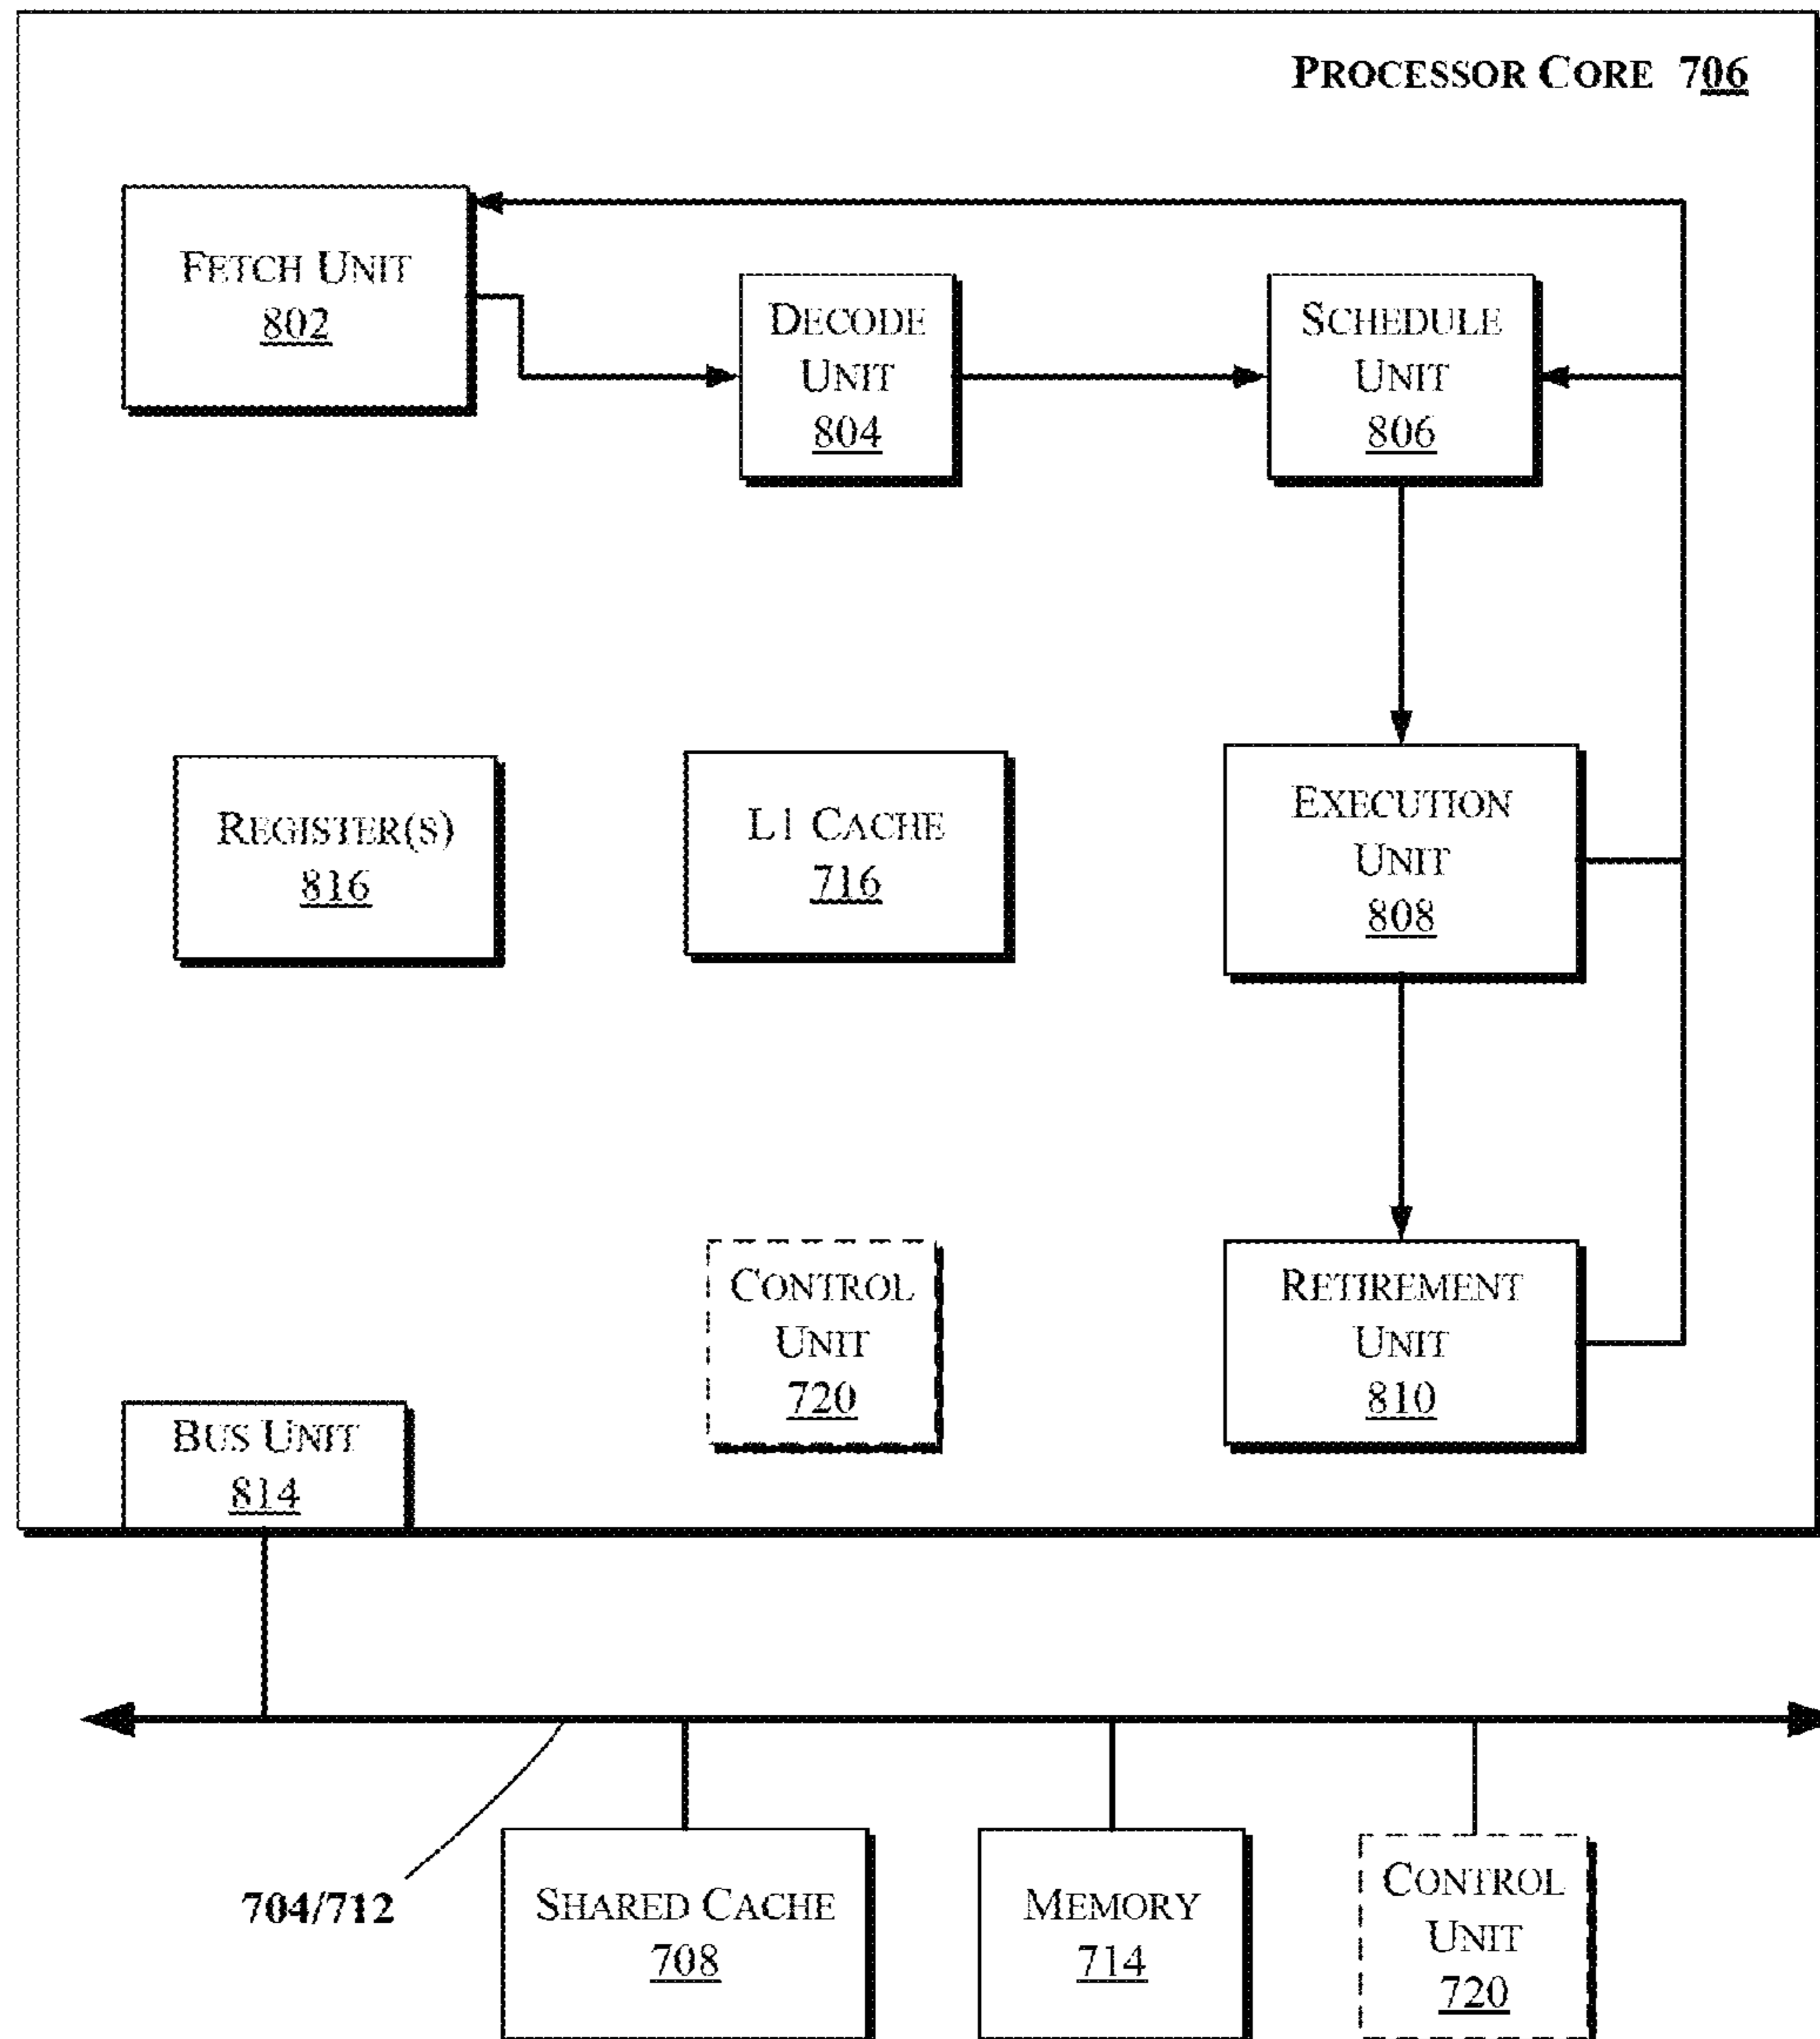 PROCESSOR CORE 706
FETCH UNIT
802
DECODE
UNIT
804
SCHEDULE
UNIT
806
REGISTER(S)
816
L1 CACHE
716
EXECUTION
UNIT
808
CONTROL
UNIT
720
RETIREMENT
UNIT
810
BUS UNIT
814
704/712
SHARED CACHE
708
MEMORY
714
CONTROL
UNIT
720